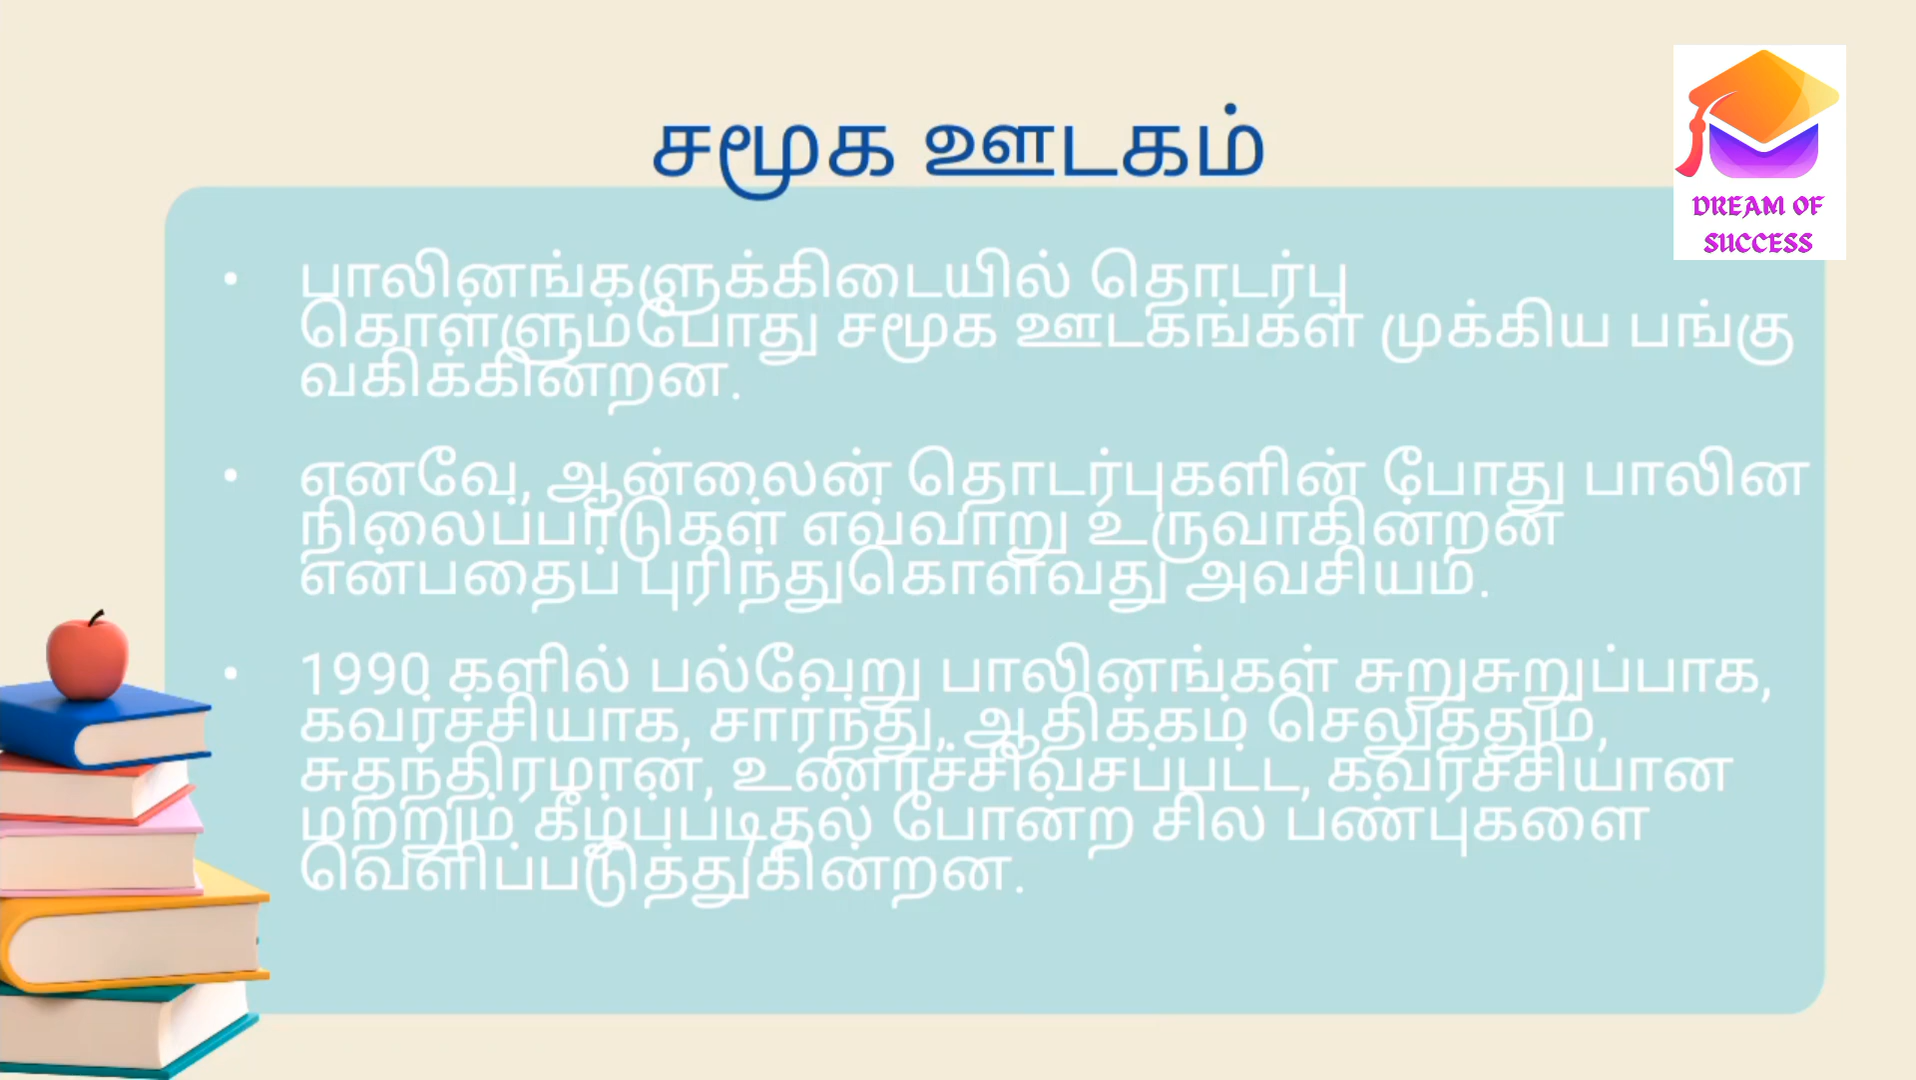 சமூக ஊடகம்
DREAM OF
SUCCESS
• பாலினங்களுக்கிடையில் தொடர்பு
கொள்ளும்போது சமூக ஊடகங்கள் முக்கிய பங்கு
வகிக்கின்றன.
• எனவே, ஆன்லைன் தொடர்புகளின் போது பாலின
நிலைப்பாடுகள் எவ்வாறு உருவாகின்றன
என்பதைப் புரிந்துகொள்வது அவசியம்.
• 1990 களில் பல்வேறு பாலினங்கள் சுறுசுறுப்பாக,
கவர்ச்சியாக, சார்ந்து, ஆதிக்கம் செலுத்தும்,
சுதந்திரமான, உணர்ச்சிவசப்பட்ட, கவர்ச்சியான
மற்றும் கீழ்ப்படிதல் போன்ற சில பண்புகளை
வெளிப்படுத்துகின்றன.